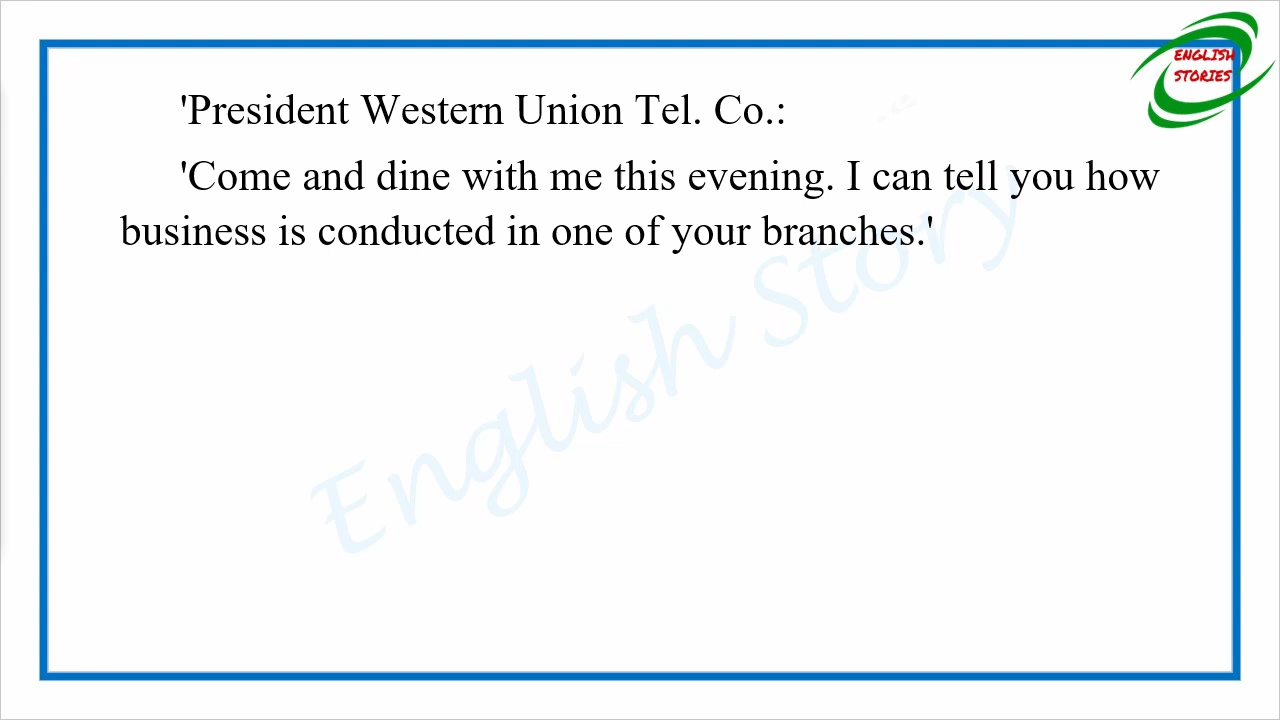 ENGLISH
STORIES
'President Western Union Tel. Co.:
'Come and dine with me this evening. I can tell you how
business is conducted in one of your branches.'
English Story